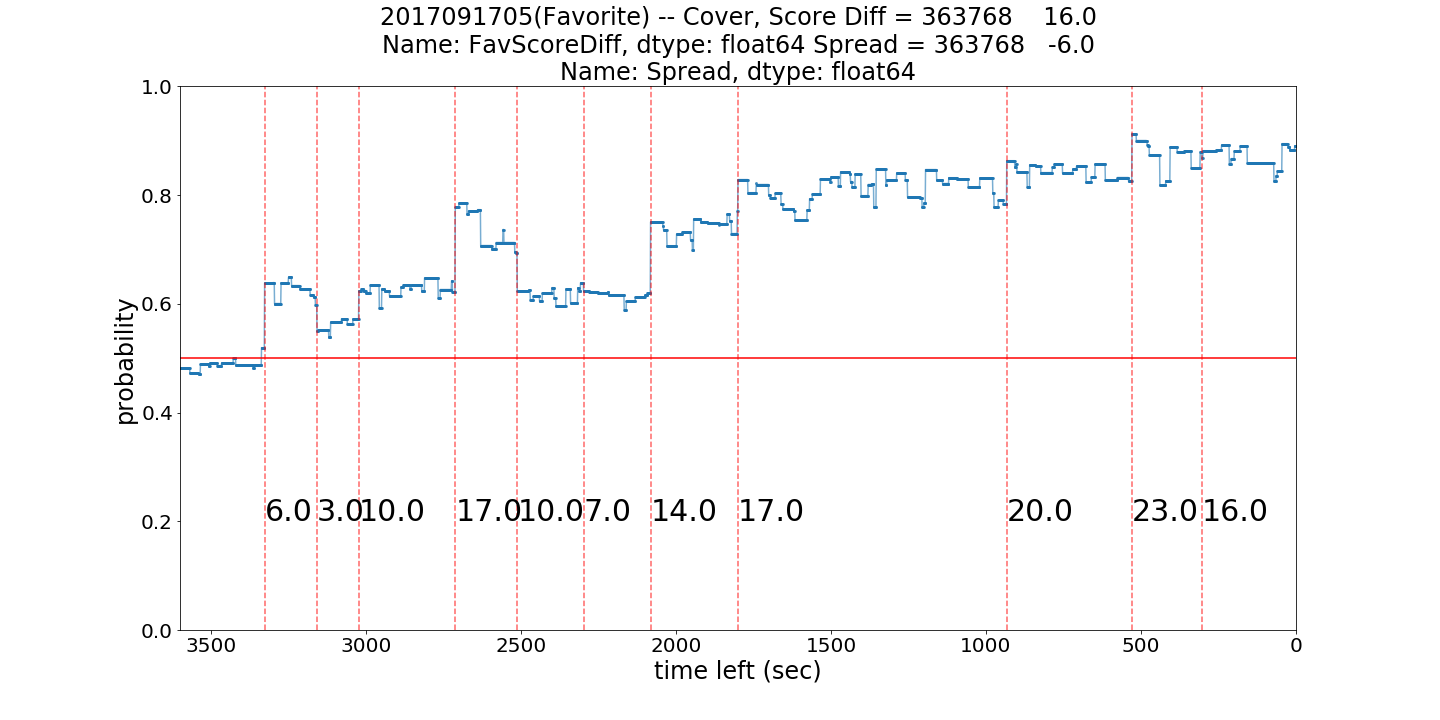 2017091705(Favorite) -- Cover, Score Diff = 363768    16.0
Name: FavScoreDiff, dtype: float64 Spread = 363768   -6.0
Name: Spread, dtype: float64
1.0
0.8
0.6
0.4
0.2
0.0
probability
6.0 3.0 10.0 17.0 10.0 7.0 14.0 17.0 20.0 23.0 16.0
3500 3000 2500 2000 1500 1000 500 0
time left (sec)